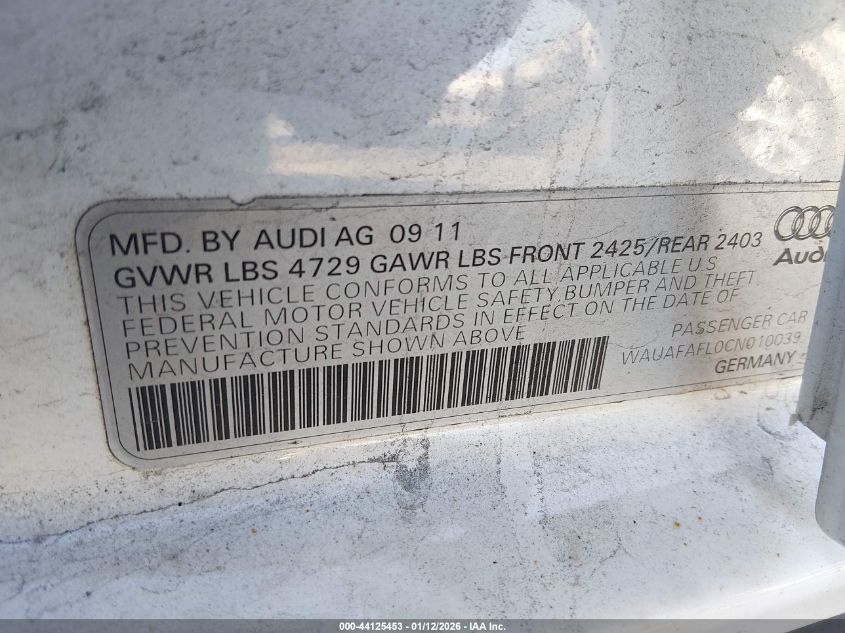 MFD. BY AUDI AG 09 11
GVWR LBS 4729 GAWR LBS FRONT 2425/REAR 2403
THIS VEHICLE CONFORMS TO ALL APPLICABLE U.S.
FEDERAL MOTOR VEHICLE SAFETY, BUMPER AND THEFT
PREVENTION STANDARDS IN EFFECT ON THE DATE OF
MANUFACTURE SHOWN ABOVE
Audi
PASSENGER CAR
WAUAFAFL0CN010039
GERMANY
000-44125453 - 01/12/2026 - IAA Inc.